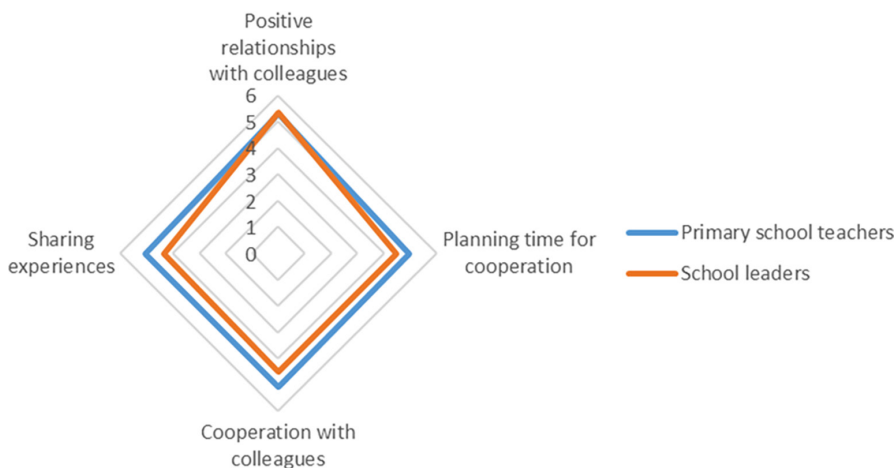 Positive
relationships
with colleagues
6
5
4
3
2
1
0
Sharing
experiences
Planning time for
cooperation
Cooperation with
colleagues
Primary school teachers
School leaders